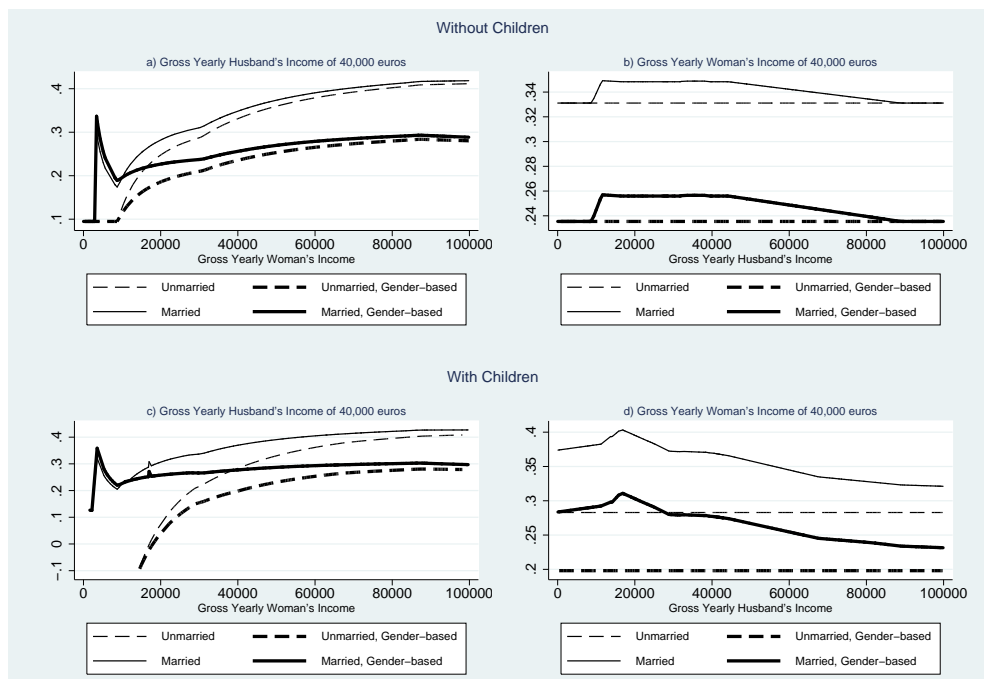 Without Children
a) Gross Yearly Husband's Income of 40,000 euros
.4
.3
.2
.1
0 20000 40000 60000 80000 100000
Gross Yearly Woman's Income
Unmarried Unmarried, Gender−based
Married Married, Gender−based
b) Gross Yearly Woman's Income of 40,000 euros
.34
.32
.3
.28
.26
.24
0 20000 40000 60000 80000 100000
Gross Yearly Husband's Income
Unmarried Unmarried, Gender−based
Married Married, Gender−based
With Children
c) Gross Yearly Husband's Income of 40,000 euros
.4
.3
.2
.1
0
−.1
0 20000 40000 60000 80000 100000
Gross Yearly Woman's Income
Unmarried Unmarried, Gender−based
Married Married, Gender−based
d) Gross Yearly Woman's Income of 40,000 euros
.4
.35
.3
.25
.2
0 20000 40000 60000 80000 100000
Gross Yearly Husband's Income
Unmarried Unmarried, Gender−based
Married Married, Gender−based